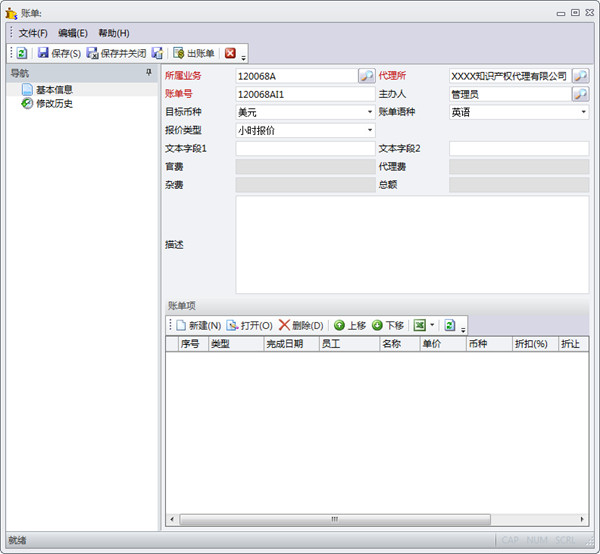 账单:
文件(F) 编辑(E) 帮助(H)
保存(S) 保存并关闭 出账单
导航
基本信息
修改历史
所属业务 120068A 代理所 XXXX知识产权代理有限公司
账单号 120068AI1 主办人 管理员
目标币种 美元 账单语种 英语
报价类型 小时报价
文本字段1 文本字段2
官费 代理费
杂费 总额
描述
账单项
新建(N) 打开(O) 删除(D) 上移 下移
序号 类型 完成日期 员工 名称 单价 币种 折扣(%) 折让
就绪 CAP NUM SCRL